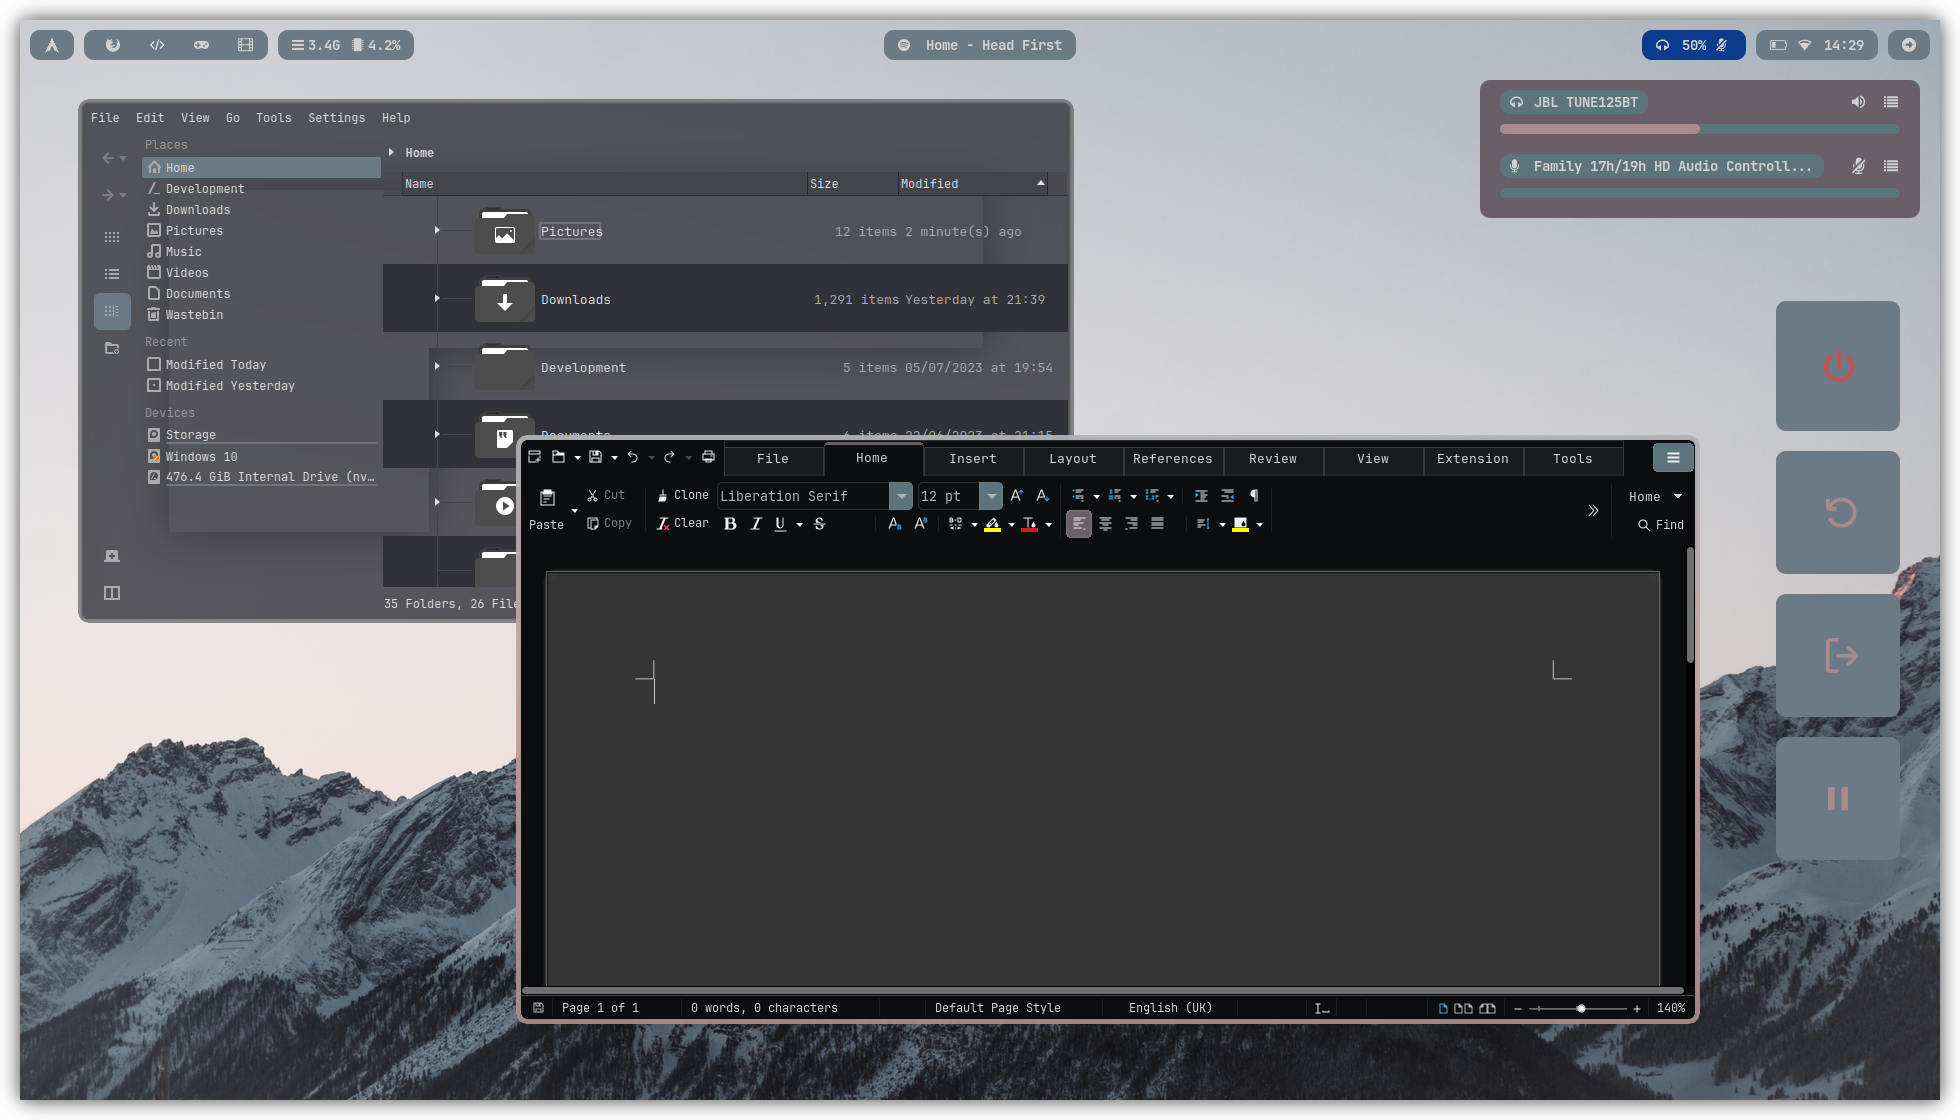 3.4G 4.2%
Home - Head First
50%
14:29
JBL TUNE125BT
Family 17h/19h HD Audio Controll...
File Edit View Go Tools Settings Help
Places
Home
Development
Downloads
Pictures
Music
Videos
Documents
Wastebin
Recent
Modified Today
Modified Yesterday
Devices
Storage
Windows 10
476.4 GiB Internal Drive (nv...
Home
Name Size Modified
Pictures 12 items 2 minute(s) ago
Downloads 1,291 items Yesterday at 21:39
Development 5 items 05/07/2023 at 19:54
Documents
35 Folders, 26 File
File Home Insert Layout References Review View Extension Tools
Paste
Cut
Copy
Clone
Clear
Liberation Serif
12 pt
Home
Find
Page 1 of 1
0 words, 0 characters
Default Page Style
English (UK)
140%